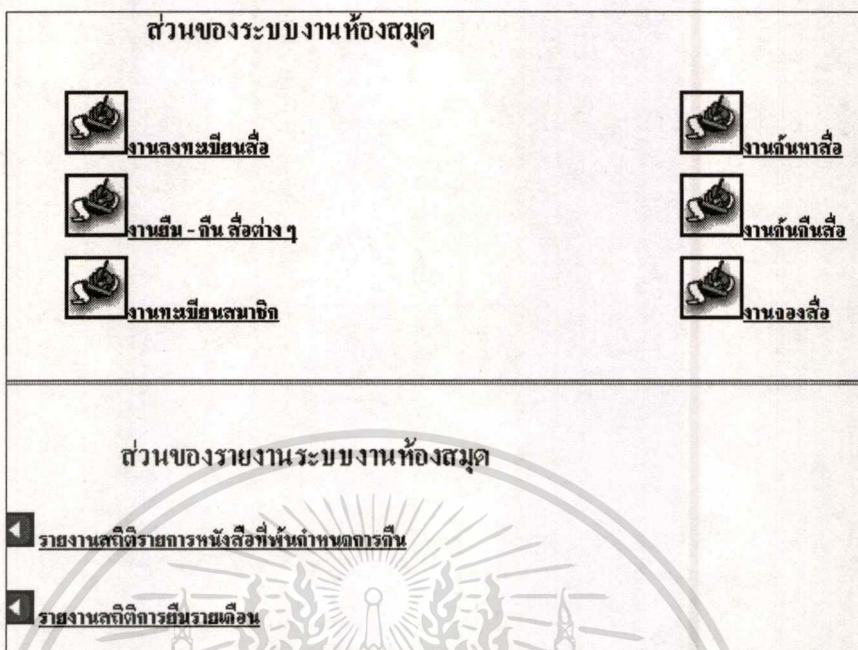 ส่วนของระบบงานห้องสมุด
งานลงทะเบียนสื่อ
งานค้นหาสื่อ
งานยืม - คืน สื่อต่าง ๆ
งานค้นคืนสื่อ
งานทะเบียนสมาชิก
งานจองสื่อ
ส่วนของรายงานระบบงานห้องสมุด
รายงานสถิติรายการหนังสือที่พ้นกำหนดการคืน
รายงานสถิติการยืมรายเดือน